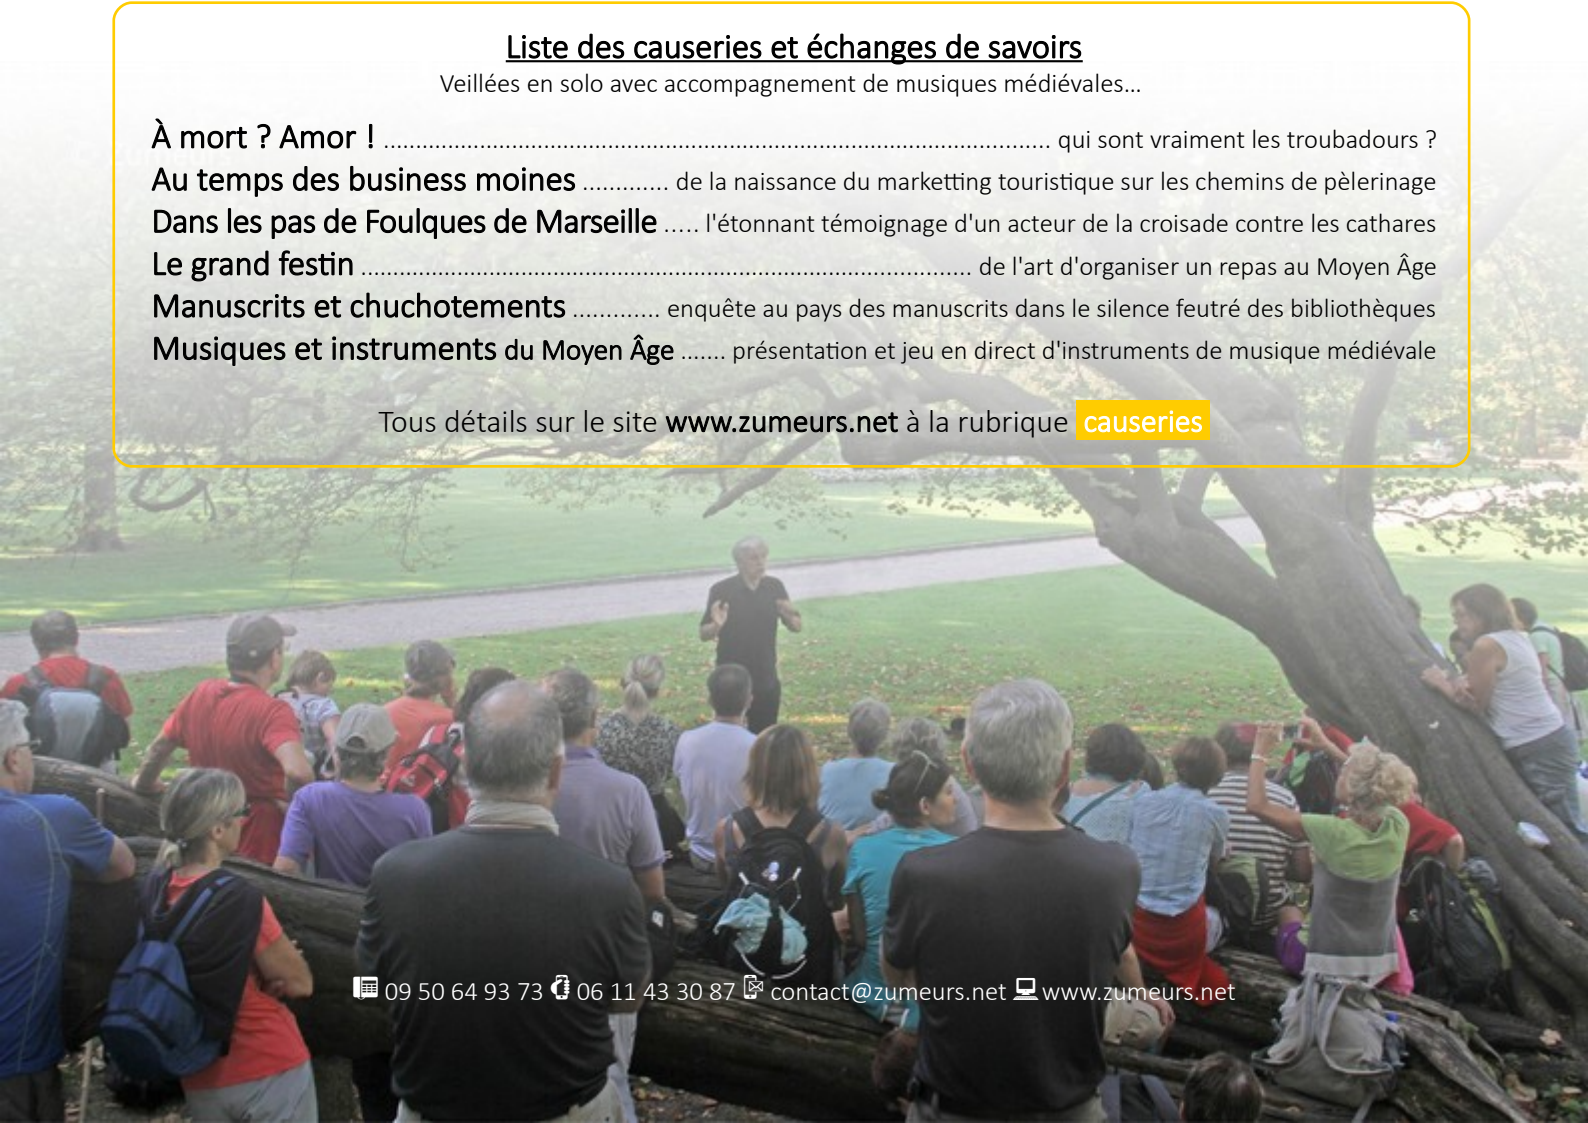 Liste des causeries et échanges de savoirs
Veillées en solo avec accompagnement de musiques médiévales...
À mort ? Amor ! ........................................................................................................ qui sont vraiment les troubadours ?
Au temps des business moines ............. de la naissance du marketting touristique sur les chemins de pèlerinage
Dans les pas de Foulques de Marseille ..... l'étonnant témoignage d'un acteur de la croisade contre les cathares
Le grand festin ............................................................................................... de l'art d'organiser un repas au Moyen Âge
Manuscrits et chuchotements ............. enquête au pays des manuscrits dans le silence feutré des bibliothèques
Musiques et instruments du Moyen Âge ....... présentation et jeu en direct d'instruments de musique médiévale
Tous détails sur le site www.zumeurs.net à la rubrique causeries
09 50 64 93 73 06 11 43 30 87 contact@zumeurs.net www.zumeurs.net